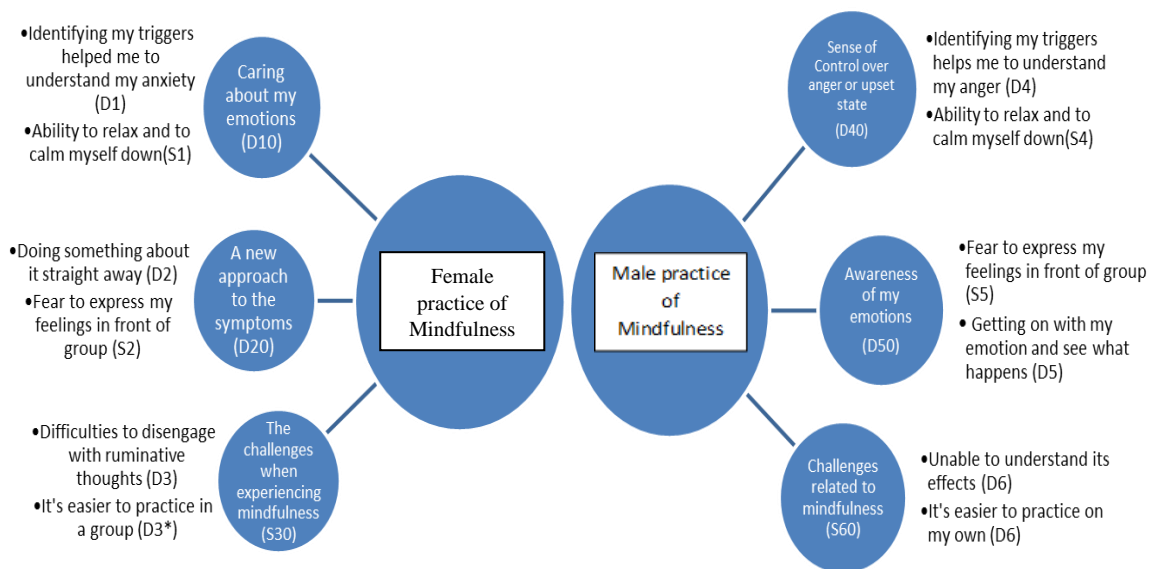 •Identifying my triggers
helped me to
understand my anxiety
(D1)
•Ability to relax and to
calm myself down(S1)
Caring
about my
emotions
(D10)
•Doing something about
it straight away (D2)
•Fear to express my
feelings in front of
group (S2)
A new
approach
to the
symptoms
(D20)
•Difficulties to disengage
with ruminative
thoughts (D3)
•It's easier to practice in
a group (D3*)
The
challenges
when
experiencing
mindfulness
(S30)
Female
practice of
Mindfulness
Male practice
of
Mindfulness
Sense of
Control over
anger or upset
state
(D40)
•Identifying my triggers
helps me to understand
my anger (D4)
•Ability to relax and to
calm myself down(S4)
Awareness
of my
emotions
(D50)
•Fear to express my
feelings in front of group
(S5)
• Getting on with my
emotion and see what
happens (D5)
Challenges
related to
mindfulness
(S60)
•Unable to understand its
effects (D6)
•It's easier to practice on
my own (D6)